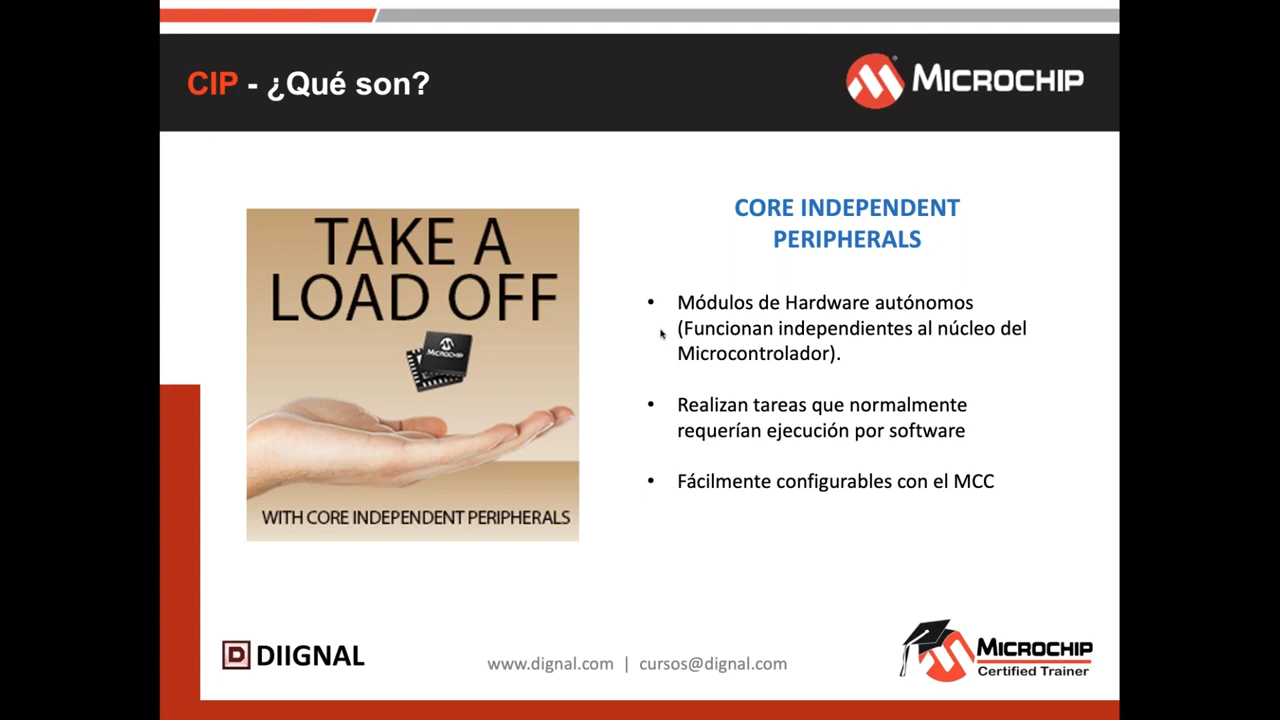 CIP - ¿Qué son?
MICROCHIP
TAKE A
LOAD OFF
MICROCHIP
WITH CORE INDEPENDENT PERIPHERALS
CORE INDEPENDENT
PERIPHERALS
• Módulos de Hardware autónomos
(Funcionan independientes al núcleo del
Microcontrolador).
• Realizan tareas que normalmente
requerían ejecución por software
• Fácilmente configurables con el MCC
D DIIGNAL
www.dignal.com | cursos@dignal.com
MICROCHIP
Certified Trainer